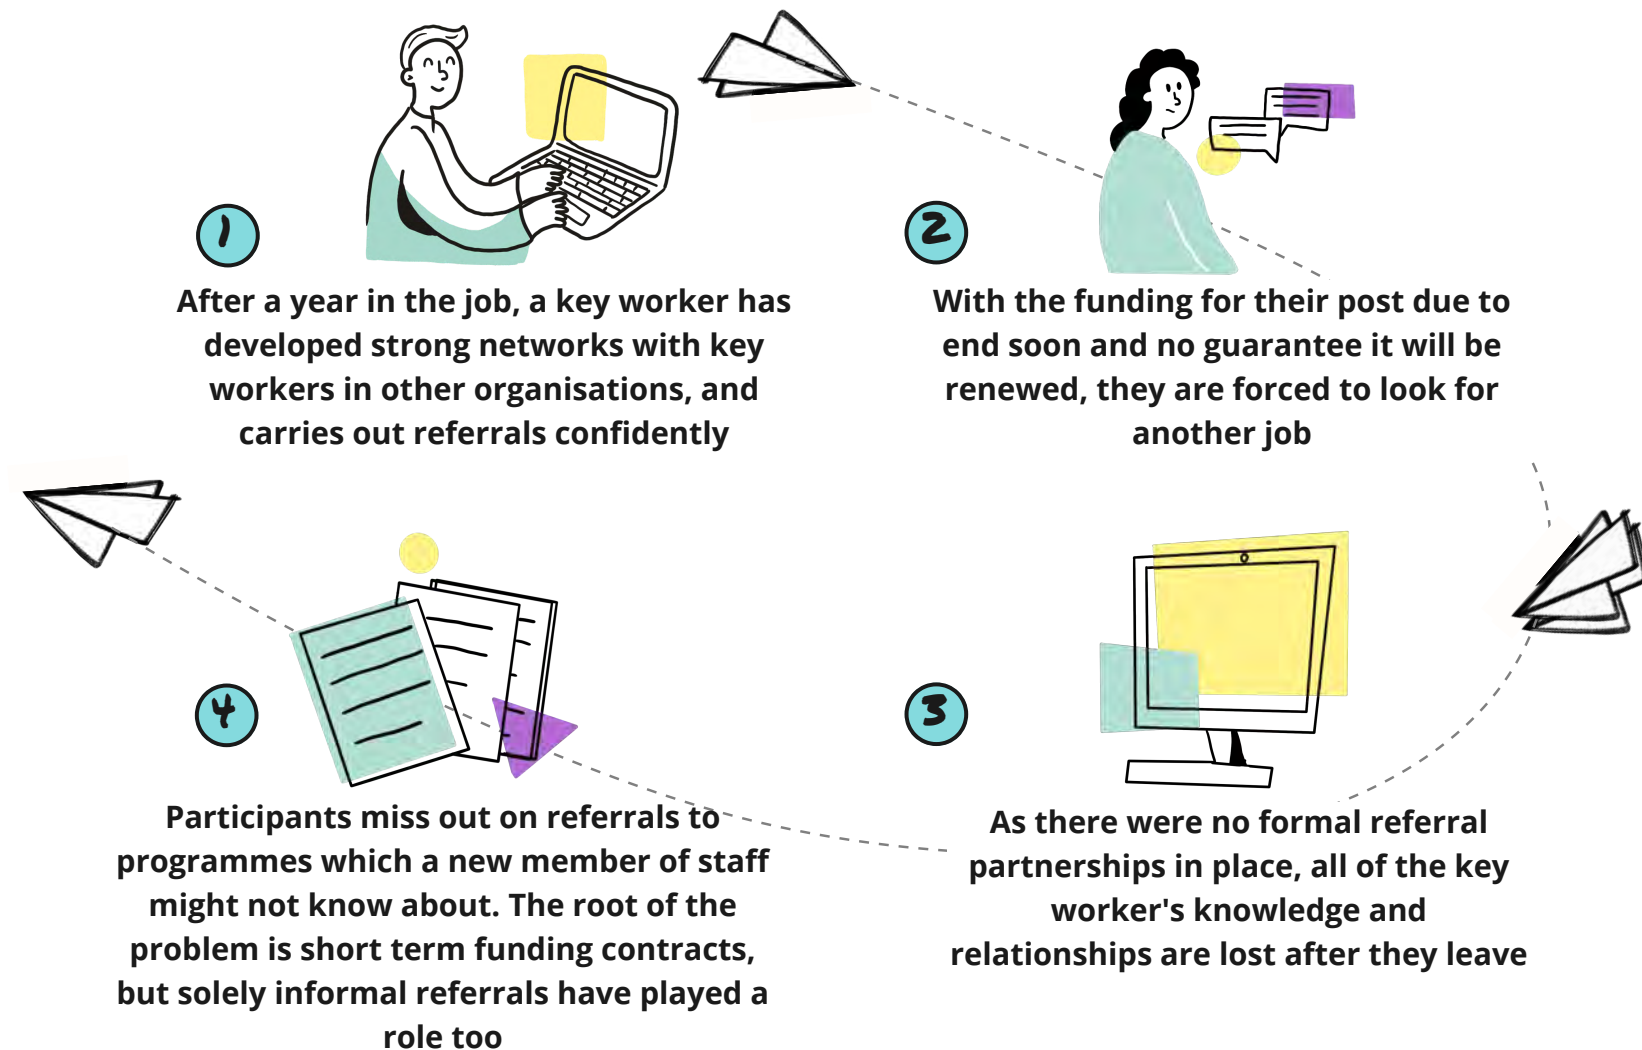 1
After a year in the job, a key worker has
developed strong networks with key
workers in other organisations, and
carries out referrals confidently
2
With the funding for their post due to
end soon and no guarantee it will be
renewed, they are forced to look for
another job
3
As there were no formal referral
partnerships in place, all of the key
worker's knowledge and
relationships are lost after they leave
4
Participants miss out on referrals to
programmes which a new member of staff
might not know about. The root of the
problem is short term funding contracts,
but solely informal referrals have played a
role too